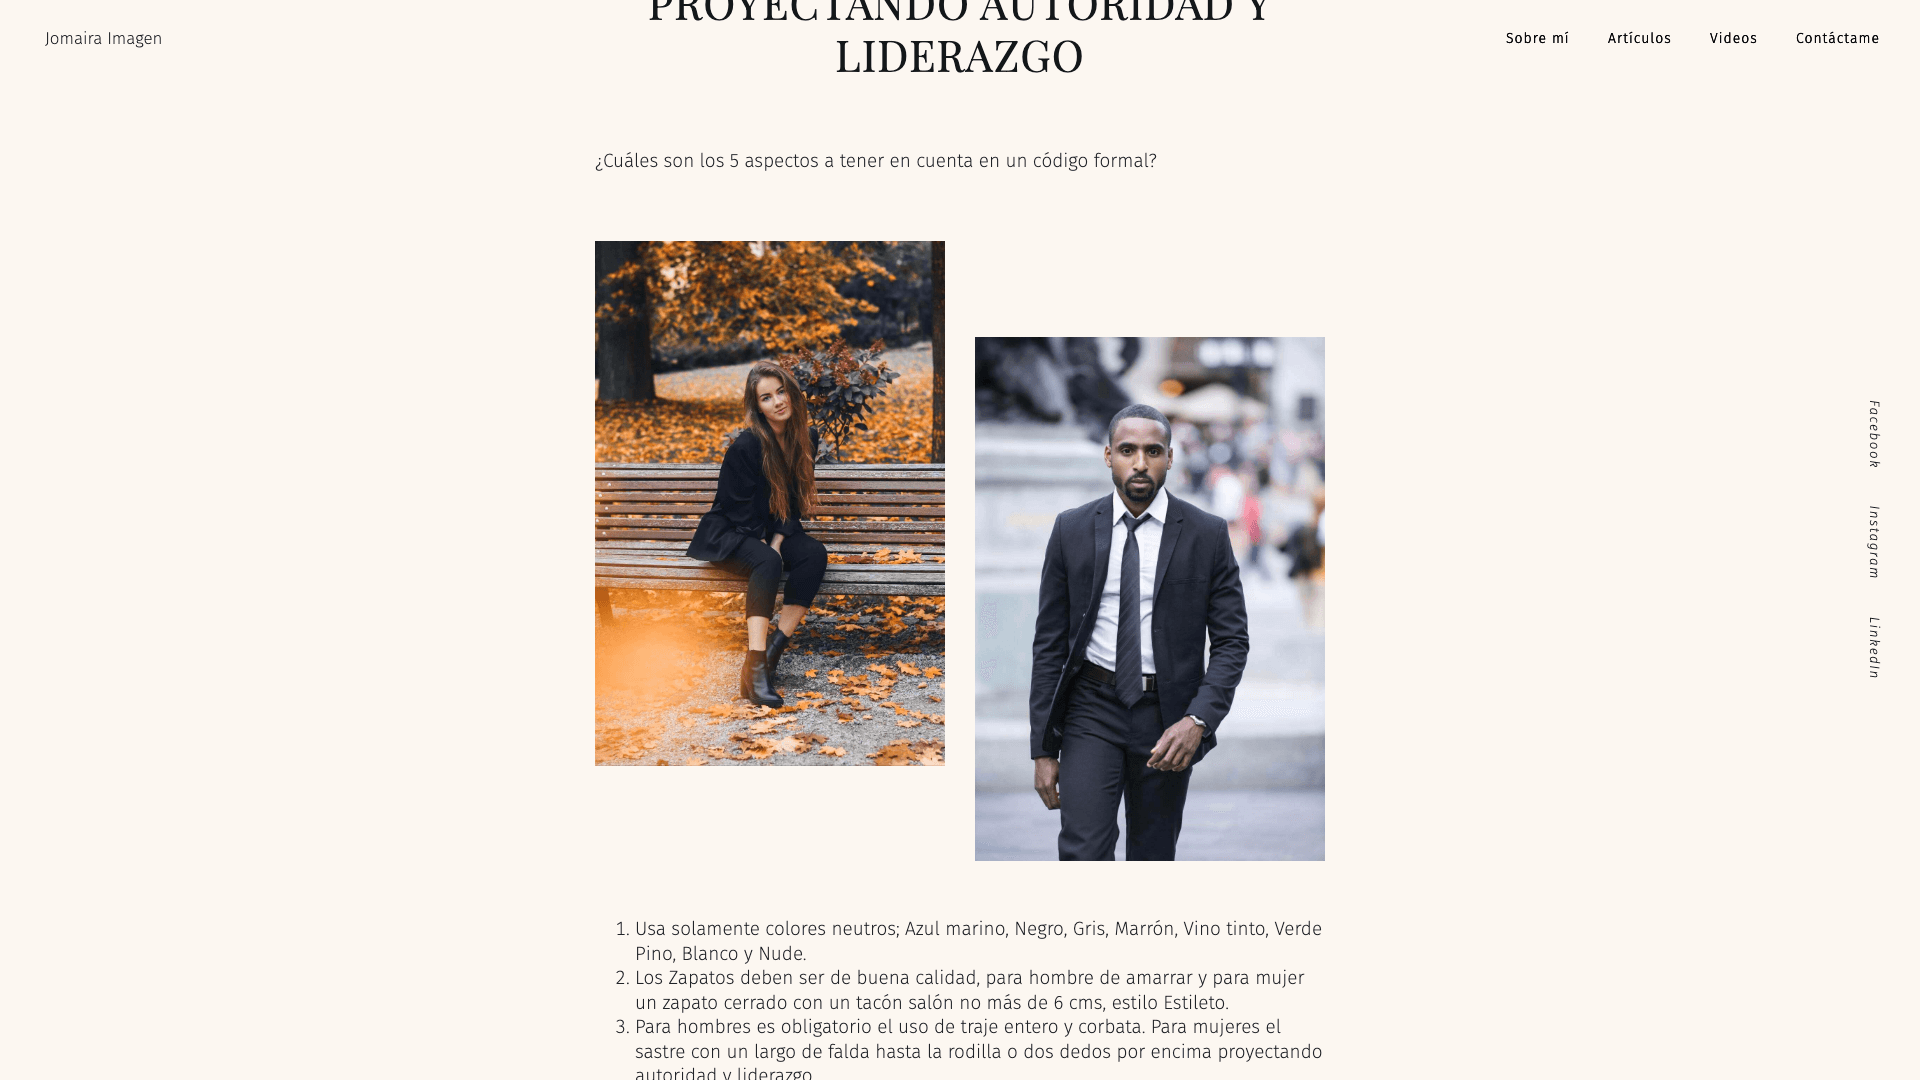 PROYECTANDO AUTORIDAD Y
LIDERAZGO
Jomaira Imagen
Sobre mí
Artículos
Videos
Contáctame
¿Cuáles son los 5 aspectos a tener en cuenta en un código formal?
Facebook
Instagram
LinkedIn
1. Usa solamente colores neutros; Azul marino, Negro, Gris, Marrón, Vino tinto, Verde
Pino, Blanco y Nude.
2. Los Zapatos deben ser de buena calidad, para hombre de amarrar y para mujer
un zapato cerrado con un tacón salón no más de 6 cms, estilo Estileto.
3. Para hombres es obligatorio el uso de traje entero y corbata. Para mujeres el
sastre con un largo de falda hasta la rodilla o dos dedos por encima proyectando
autoridad y liderazgo